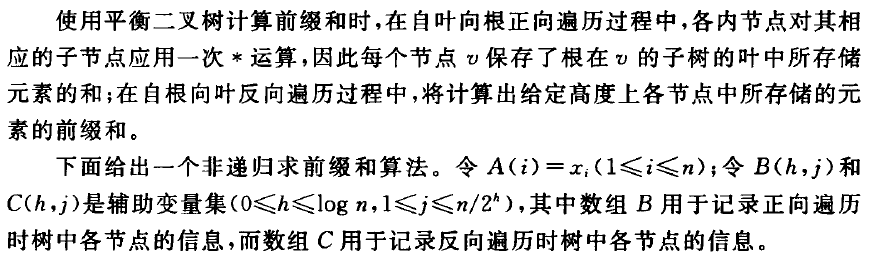 使用平衡二叉树计算前缀和时,在自叶向根正向遍历过程中,各内节点对其相
应的子节点应用一次 * 运算,因此每个节点 v 保存了根在 v 的子树的叶中所存储
元素的和;在自根向叶反向遍历过程中,将计算出给定高度上各节点中所存储的元
素的前缀和。
下面给出一个非递归求前缀和算法。令 A(i)=xᵢ(1≤i≤n);令 B(h,j)和
C(h,j)是辅助变量集(0≤h≤log n,1≤j≤n/2ʰ),其中数组 B 用于记录正向遍历
时树中各节点的信息,而数组 C 用于记录反向遍历时树中各节点的信息。